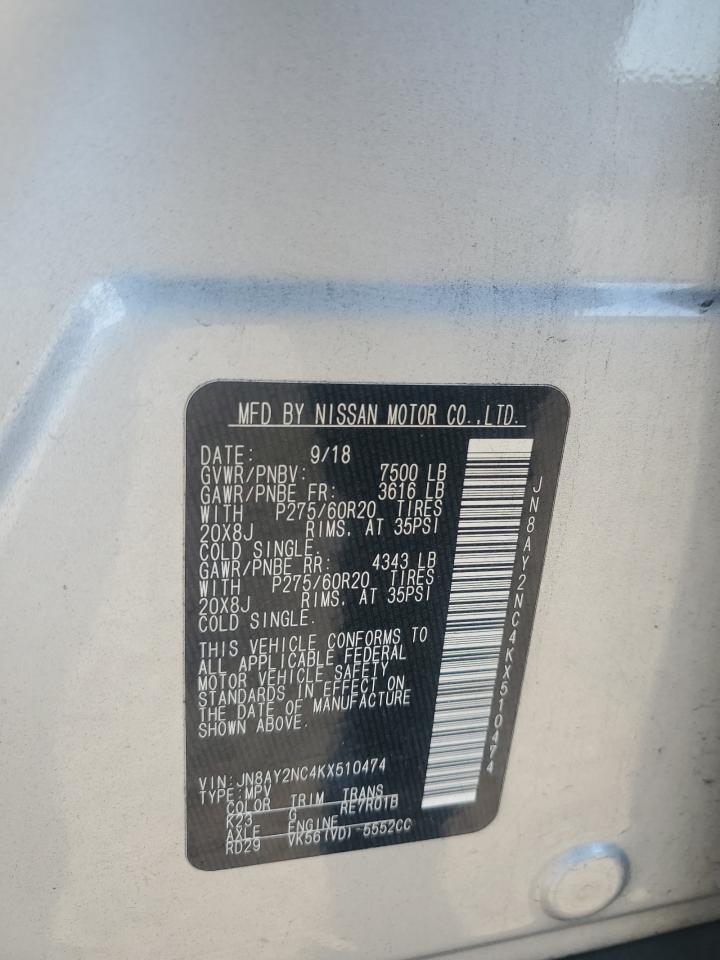 MFD BY NISSAN MOTOR CO.,LTD.
DATE: 9/18
GVWR/PNBV: 7500 LB
GAWR/PNBE FR: 3616 LB
WITH P275/60R20 TIRES
20X8J RIMS, AT 35PSI
COLD SINGLE.
GAWR/PNBE RR: 4343 LB
WITH P275/60R20 TIRES
20X8J RIMS, AT 35PSI
COLD SINGLE.
THIS VEHICLE CONFORMS TO
ALL APPLICABLE FEDERAL
MOTOR VEHICLE SAFETY
STANDARDS IN EFFECT ON
THE DATE OF MANUFACTURE
SHOWN ABOVE.
VIN:JN8AY2NC4KX510474
TYPE:MPV
COLOR TRIM TRANS
K23 G RE7R01B
AXLE ENGINE
RD29 VK56(VD) 5552CC
JN8AY2NC4KX510474